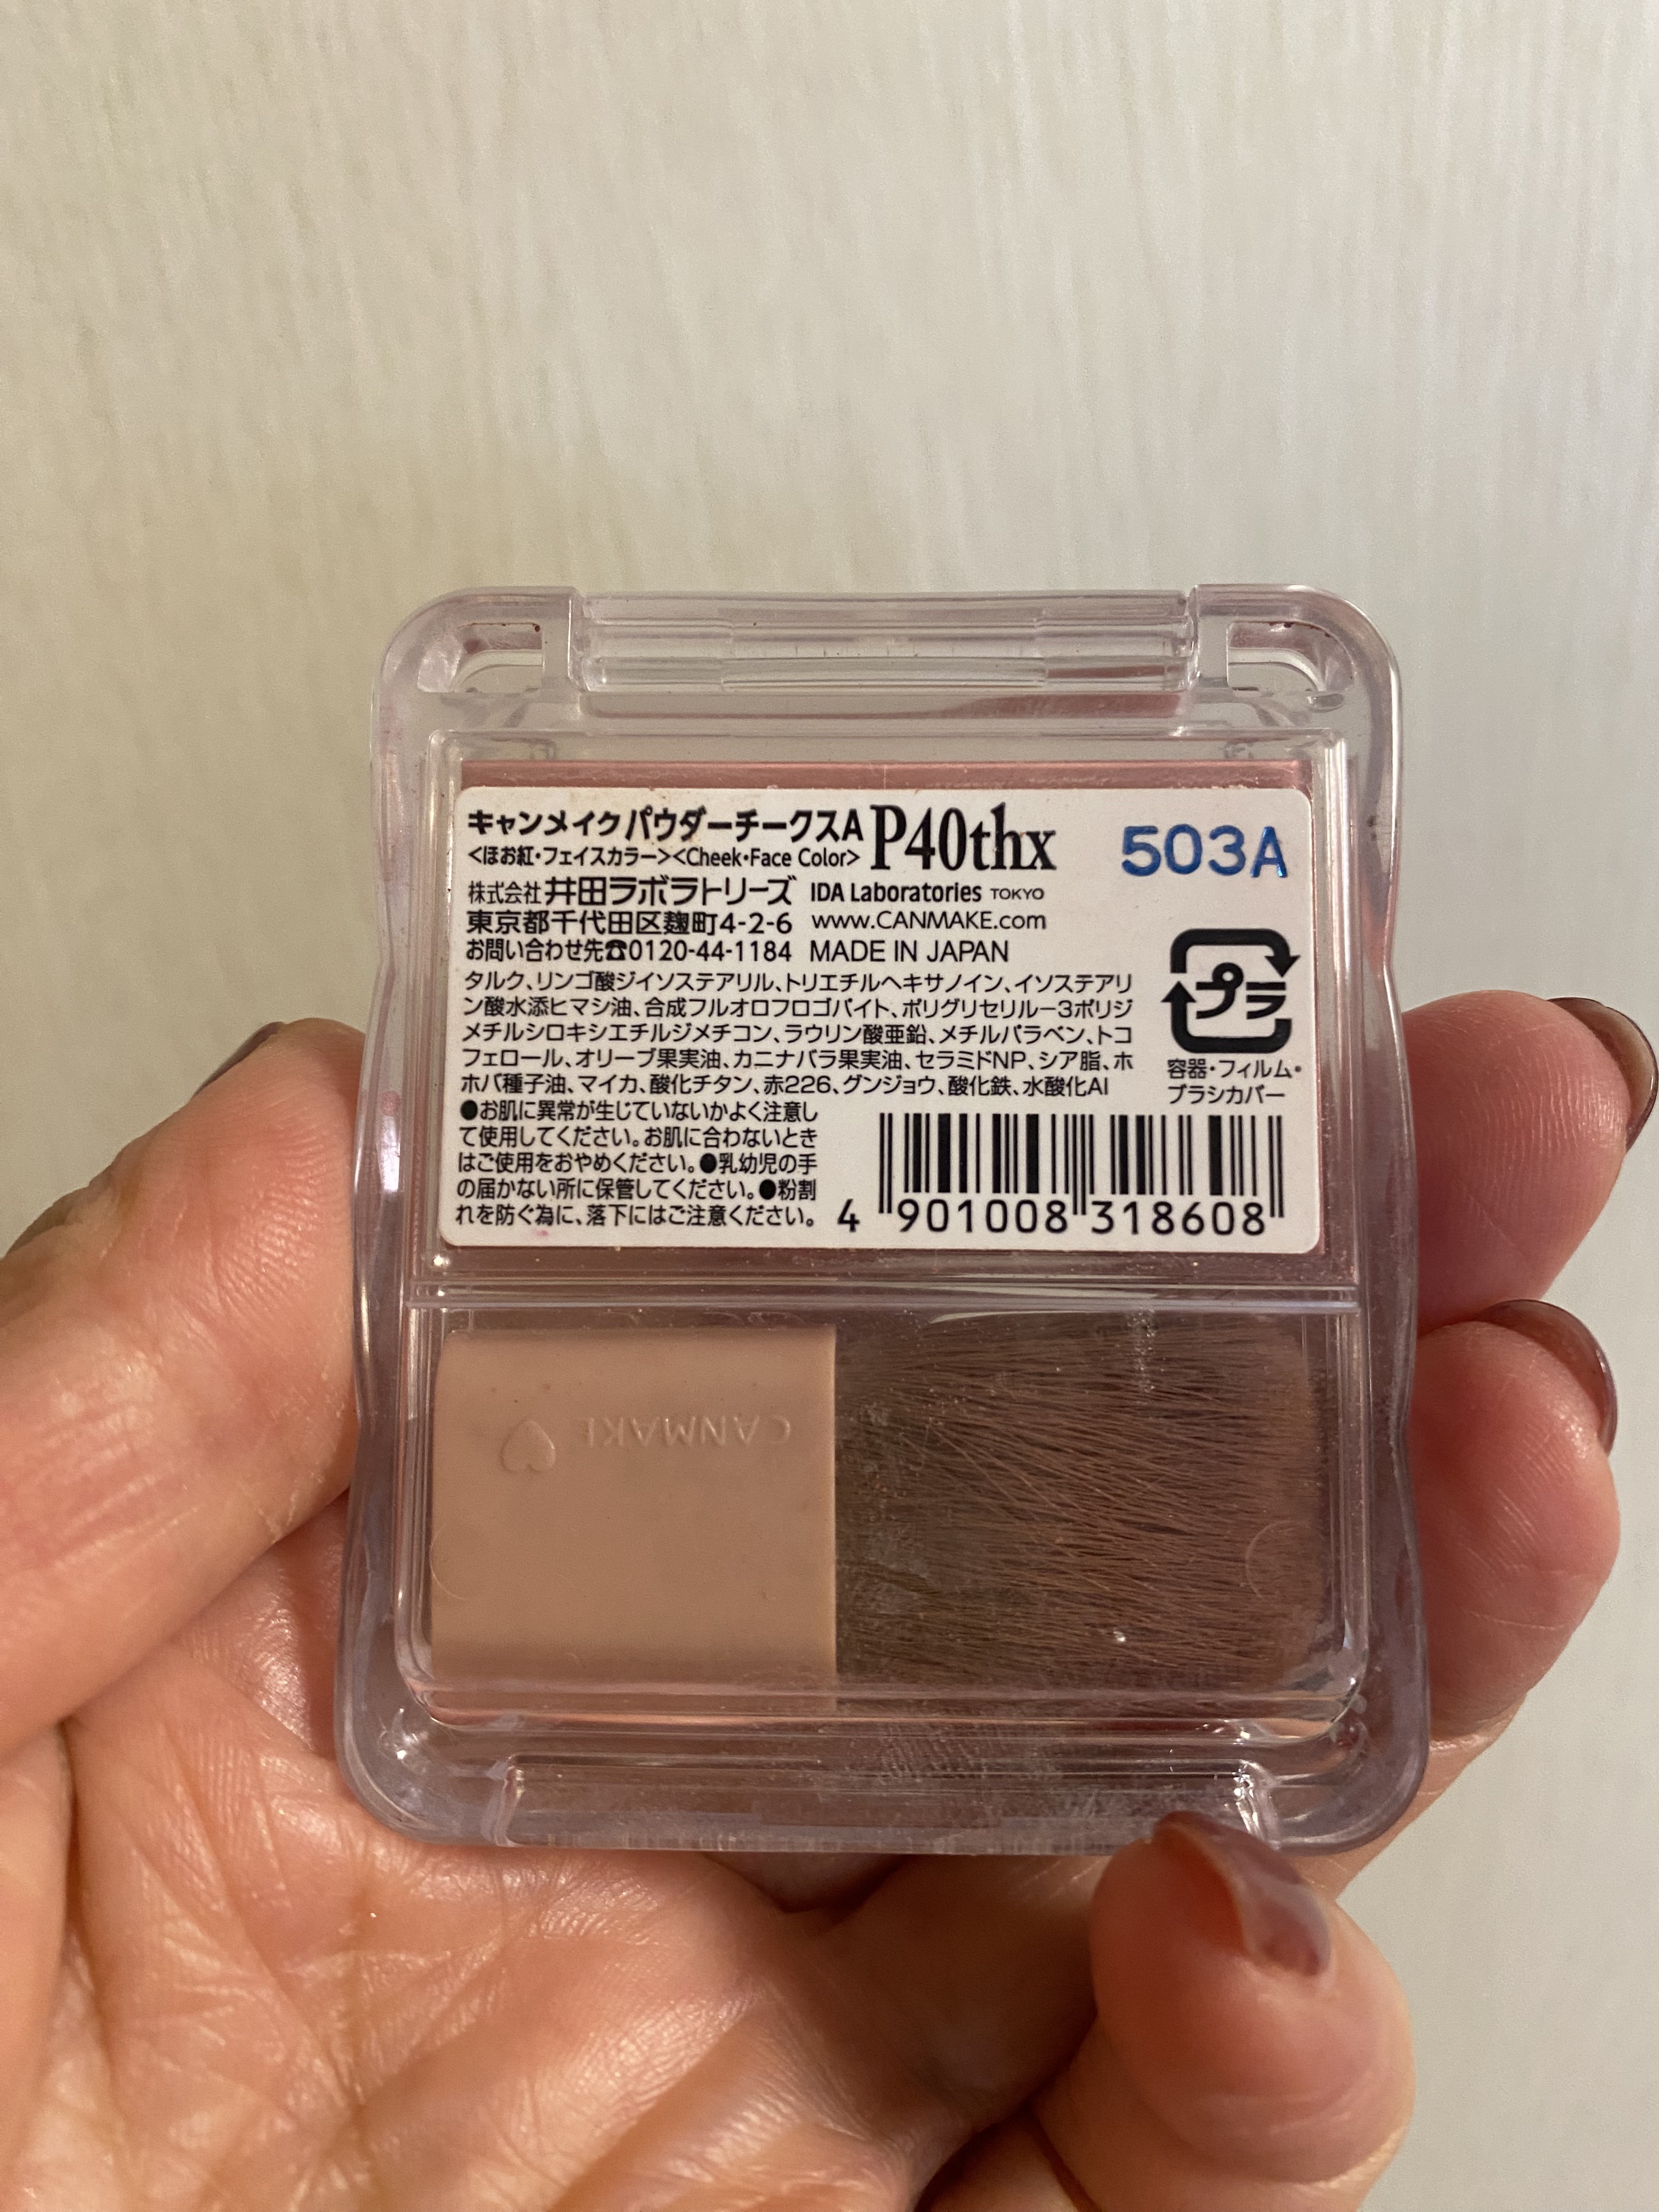 キャンメイクパウダーチークスA P40thx 503A
<ほお紅・フェイスカラー><Cheek・Face Color>
株式会社井田ラボラトリーズ IDA Laboratories TOKYO
東京都千代田区麹町4-2-6 www.CANMAKE.com
お問い合わせ先☎0120-44-1184 MADE IN JAPAN
タルク、リンゴ酸ジイソステアリル、トリエチルヘキサノイン、イソステアリ
ン酸水添ヒマシ油、合成フルオロフロゴパイト、ポリグリセリル-3ポリジ
メチルシロキシエチルジメチコン、ラウリン酸亜鉛、メチルパラベン、トコ
フェロール、オリーブ果実油、カニナバラ果実油、セラミドNP、シア脂、ホ
ホバ種子油、マイカ、酸化チタン、赤226、グンジョウ、酸化鉄、水酸化Al
プラ
容器・フィルム・
ブラシカバー
●お肌に異常が生じていないかよく注意し
て使用してください。お肌に合わないとき
はご使用をおやめください。●乳幼児の手
の届かない所に保管してください。●粉割
れを防ぐ為に、落下にはご注意ください。
4 901008 318608
CANMAKE